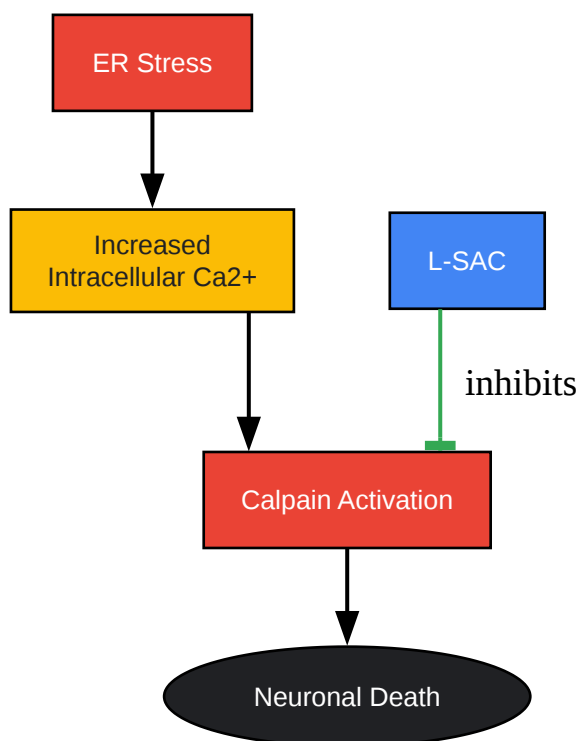 ER Stress
Increased
Intracellular Ca2+
L-SAC
inhibits
Calpain Activation
Neuronal Death